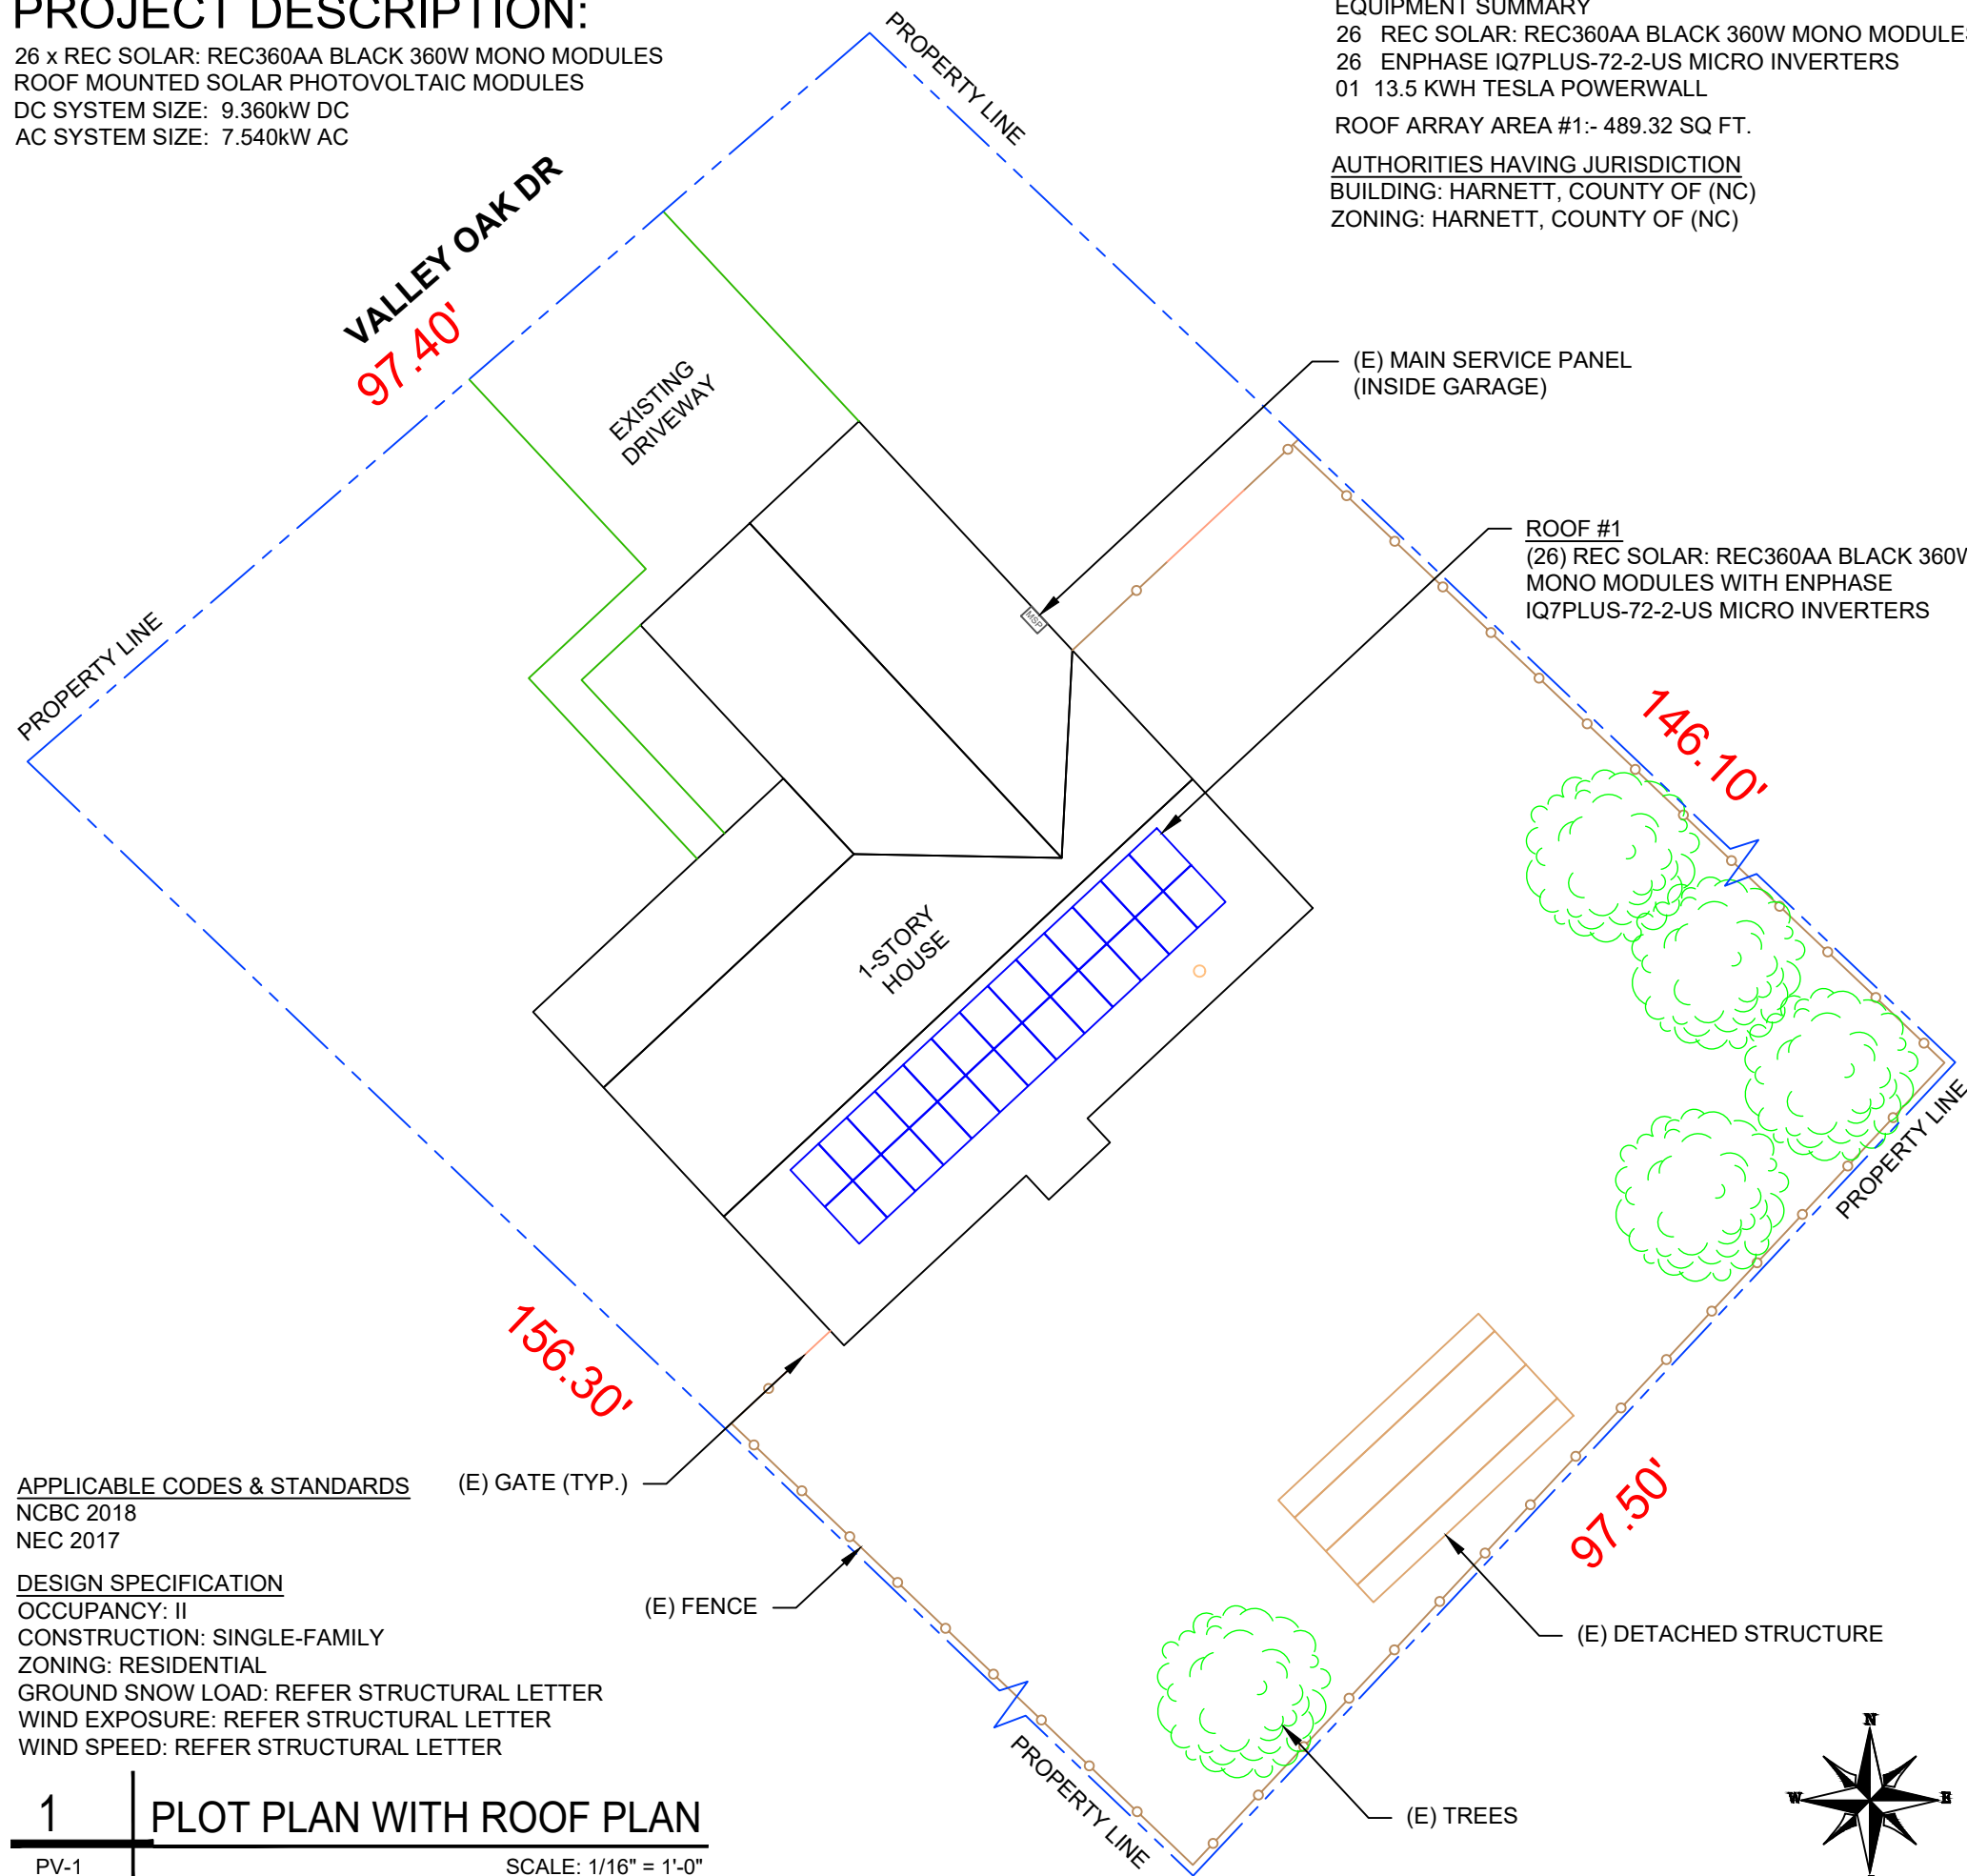 PROJECT DESCRIPTION:
26 x REC SOLAR: REC360AA BLACK 360W MONO MODULES
ROOF MOUNTED SOLAR PHOTOVOLTAIC MODULES
DC SYSTEM SIZE: 9.360kW DC
AC SYSTEM SIZE: 7.540kW AC
EQUIPMENT SUMMARY
26 REC SOLAR: REC360AA BLACK 360W MONO MODULES
26 ENPHASE IQ7PLUS-72-2-US MICRO INVERTERS
01 13.5 KWH TESLA POWERWALL
ROOF ARRAY AREA #1:- 489.32 SQ FT.
AUTHORITIES HAVING JURISDICTION
BUILDING: HARNETT, COUNTY OF (NC)
ZONING: HARNETT, COUNTY OF (NC)
PROPERTY LINE
VALLEY OAK DR
97.40'
EXISTING
DRIVEWAY
(E) MAIN SERVICE PANEL
(INSIDE GARAGE)
ROOF #1
(26) REC SOLAR: REC360AA BLACK 360W
MONO MODULES WITH ENPHASE
IQ7PLUS-72-2-US MICRO INVERTERS
MSP
PROPERTY LINE
146.10'
1-STORY
HOUSE
PROPERTY LINE
156.30'
97.50'
(E) GATE (TYP.)
(E) FENCE
(E) DETACHED STRUCTURE
(E) TREES
PROPERTY LINE
APPLICABLE CODES & STANDARDS
NCBC 2018
NEC 2017
DESIGN SPECIFICATION
OCCUPANCY: II
CONSTRUCTION: SINGLE-FAMILY
ZONING: RESIDENTIAL
GROUND SNOW LOAD: REFER STRUCTURAL LETTER
WIND EXPOSURE: REFER STRUCTURAL LETTER
WIND SPEED: REFER STRUCTURAL LETTER
N
W
E
1
PLOT PLAN WITH ROOF PLAN
PV-1
SCALE: 1/16" = 1'-0"